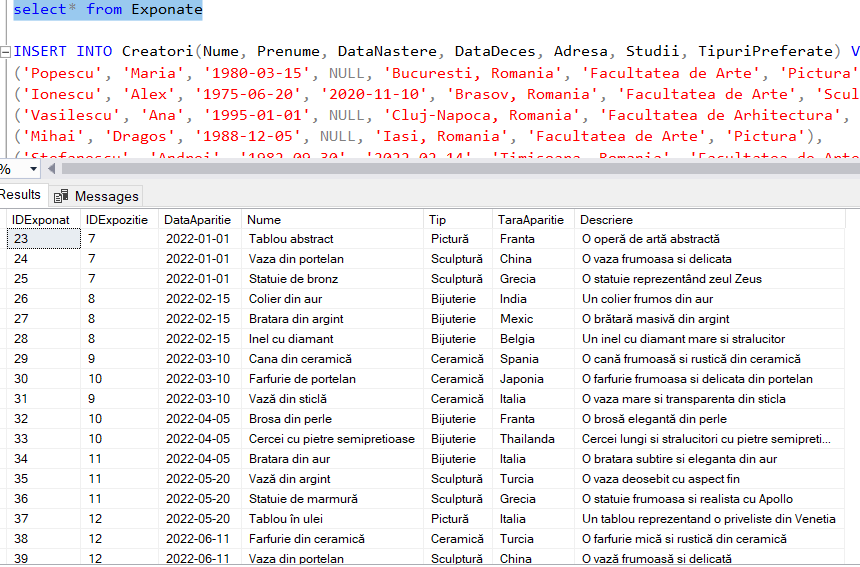 select* from Exponate
INSERT INTO Creatori(Nume, Prenume, DataNastere, DataDeces, Adresa, Studii, TipuriPreferate) V
('Popescu', 'Maria', '1980-03-15', NULL, 'Bucuresti, Romania', 'Facultatea de Arte', 'Pictura'
('Ionescu', 'Alex', '1975-06-20', '2020-11-10', 'Brasov, Romania', 'Facultatea de Arte', 'Scul
('Vasilescu', 'Ana', '1995-01-01', NULL, 'Cluj-Napoca, Romania', 'Facultatea de Arhitectura',
('Mihai', 'Dragos', '1988-12-05', NULL, 'Iasi, Romania', 'Facultatea de Arte', 'Pictura'),
('Stefanescu', 'Andrei', '1982-09-30', '2022-02-14', 'Timisoara, Romania', 'Facultatea de Arte
%
Results Messages
IDExponat IDExpozitie DataAparitie Nume Tip TaraAparitie Descriere
23 7 2022-01-01 Tablou abstract Pictură Franta O operă de artă abstractă
24 7 2022-01-01 Vaza din portelan Sculptură China O vaza frumoasa si delicata
25 7 2022-01-01 Statuie de bronz Sculptură Grecia O statuie reprezentând zeul Zeus
26 8 2022-02-15 Colier din aur Bijuterie India Un colier frumos din aur
27 8 2022-02-15 Bratara din argint Bijuterie Mexic O brătară masivă din argint
28 8 2022-02-15 Inel cu diamant Bijuterie Belgia Un inel cu diamant mare si stralucitor
29 9 2022-03-10 Cana din ceramică Ceramică Spania O cană frumoasă si rustică din ceramică
30 10 2022-03-10 Farfurie de portelan Ceramică Japonia O farfurie frumoasa si delicata din portelan
31 9 2022-03-10 Vază din sticlă Ceramică Italia O vaza mare si transparenta din sticla
32 10 2022-04-05 Brosa din perle Bijuterie Franta O brosă elegantă din perle
33 10 2022-04-05 Cercei cu pietre semipretioase Bijuterie Thailanda Cercei lungi si stralucitori cu pietre semipreti...
34 11 2022-04-05 Bratara din aur Bijuterie Italia O bratara subtire si eleganta din aur
35 11 2022-05-20 Vază din argint Sculptură Turcia O vaza deosebit cu aspect fin
36 11 2022-05-20 Statuie de marmură Sculptură Grecia O statuie frumoasa si realista cu Apollo
37 12 2022-05-20 Tablou în ulei Pictură Italia Un tablou reprezentand o priveliste din Venetia
38 12 2022-06-11 Farfurie din ceramică Ceramică Turcia O farfurie mică si rustică din ceramică
39 12 2022-06-11 Vaza din portelan Sculptură China O vază frumoasă si delicată